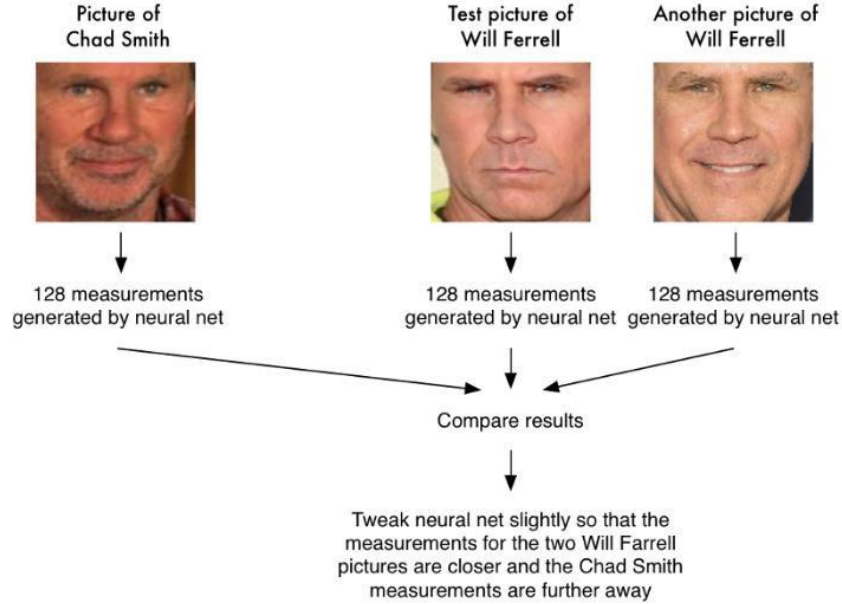 Picture of
Chad Smith
Test picture of
Will Ferrell
Another picture of
Will Ferrell
128 measurements
generated by neural net
128 measurements
generated by neural net
128 measurements
generated by neural net
Compare results
Tweak neural net slightly so that the
measurements for the two Will Farrell
pictures are closer and the Chad Smith
measurements are further away